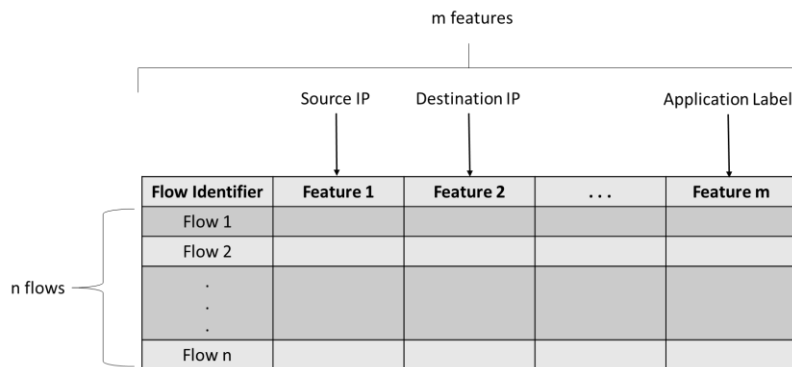 m features
Source IP Destination IP Application Label
Flow Identifier Feature 1 Feature 2 . . . Feature m
Flow 1
Flow 2
.
n flows .
.
Flow n